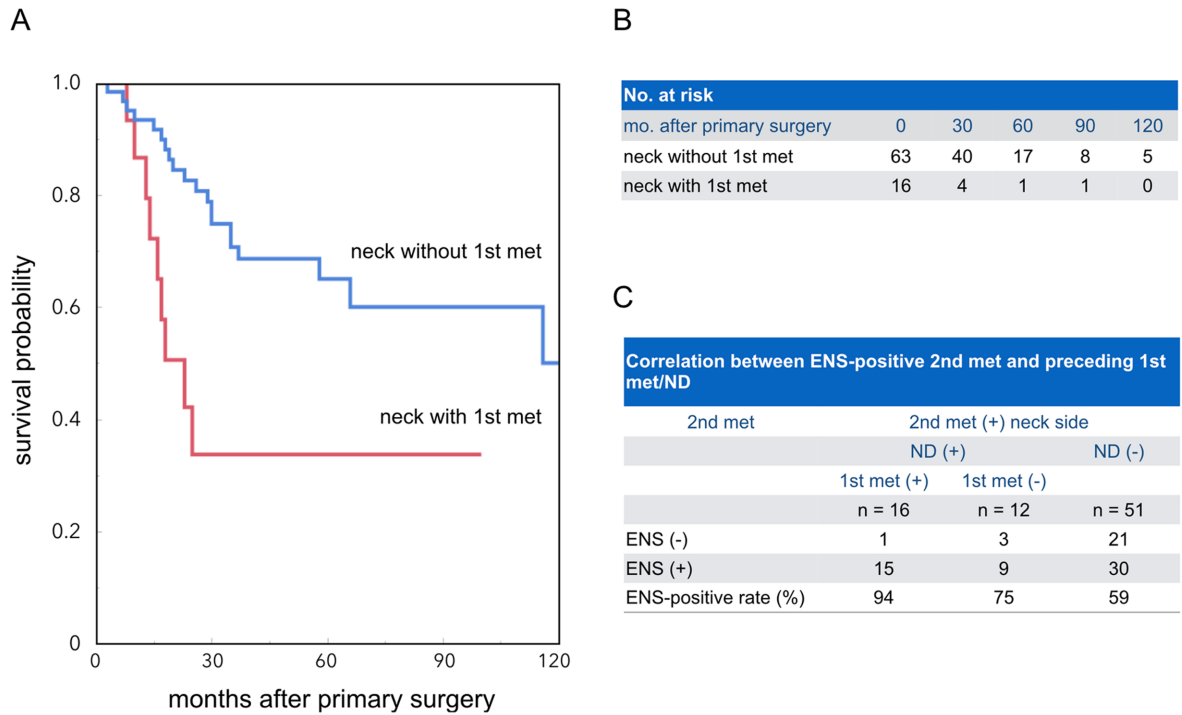 A
1.0
0.8
0.6
0.4
0.2
0
survival probability
neck without 1st met
neck with 1st met
0 30 60 90 120
months after primary surgery
B
No. at risk
mo. after primary surgery 0 30 60 90 120
neck without 1st met 63 40 17 8 5
neck with 1st met 16 4 1 1 0
C
Correlation between ENS-positive 2nd met and preceding 1st
met/ND
2nd met 2nd met (+) neck side
ND (+) ND (-)
1st met (+) 1st met (-)
n = 16 n = 12 n = 51
ENS (-) 1 3 21
ENS (+) 15 9 30
ENS-positive rate (%) 94 75 59